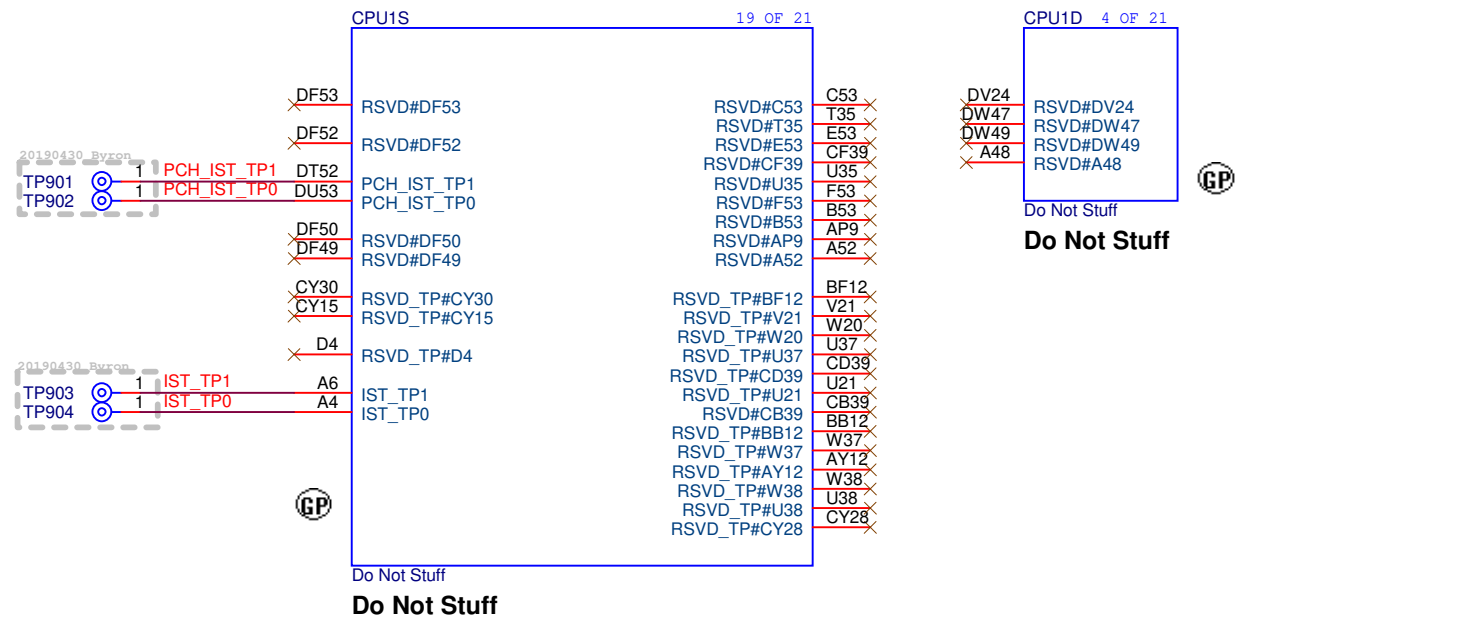 CPU1S 19 OF 21
DF53 RSVD#DF53
DF52 RSVD#DF52
20190430 Byron
TP901 1 PCH_IST_TP1 DT52 PCH_IST_TP1
TP902 1 PCH_IST_TP0 DU53 PCH_IST_TP0
DF50 RSVD#DF50
DF49 RSVD#DF49
CY30 RSVD_TP#CY30
CY15 RSVD_TP#CY15
D4 RSVD_TP#D4
20190430 Byron
TP903 1 IST_TP1 A6 IST_TP1
TP904 1 IST_TP0 A4 IST_TP0
GP
RSVD#C53 C53
RSVD#T35 T35
RSVD#E53 E53
RSVD#CF39 CF39
RSVD#U35 U35
RSVD#F53 F53
RSVD#B53 B53
RSVD#AP9 AP9
RSVD#A52 A52
RSVD_TP#BF12 BF12
RSVD_TP#V21 V21
RSVD_TP#W20 W20
RSVD_TP#U37 U37
RSVD_TP#CD39 CD39
RSVD_TP#U21 U21
RSVD#CB39 CB39
RSVD_TP#BB12 BB12
RSVD_TP#W37 W37
RSVD_TP#AY12 AY12
RSVD_TP#W38 W38
RSVD_TP#U38 U38
RSVD_TP#CY28 CY28
Do Not Stuff
Do Not Stuff
CPU1D 4 OF 21
DV24 RSVD#DV24
DW47 RSVD#DW47
DW49 RSVD#DW49
A48 RSVD#A48
GP
Do Not Stuff
Do Not Stuff